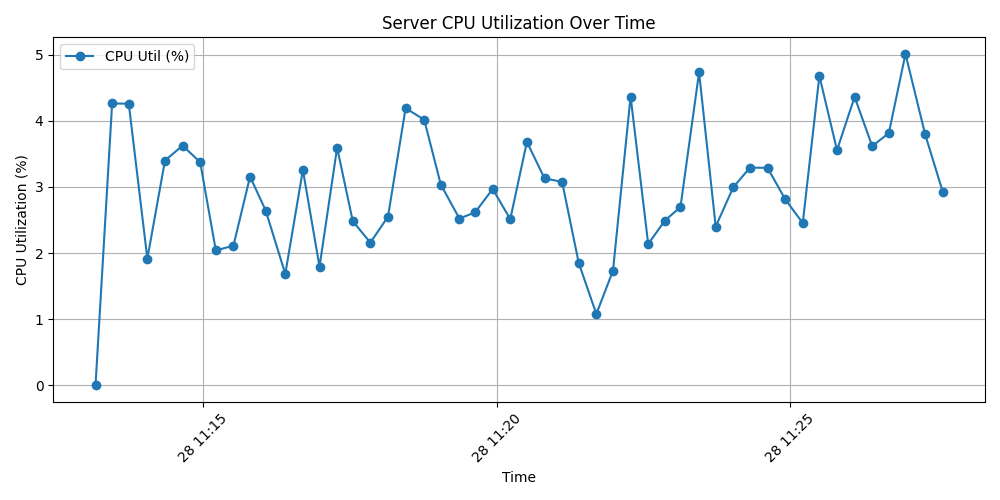 Server CPU Utilization Over Time
CPU Util (%)
CPU Utilization (%)
5
4
3
2
1
0
28 11:15
28 11:20
28 11:25
Time